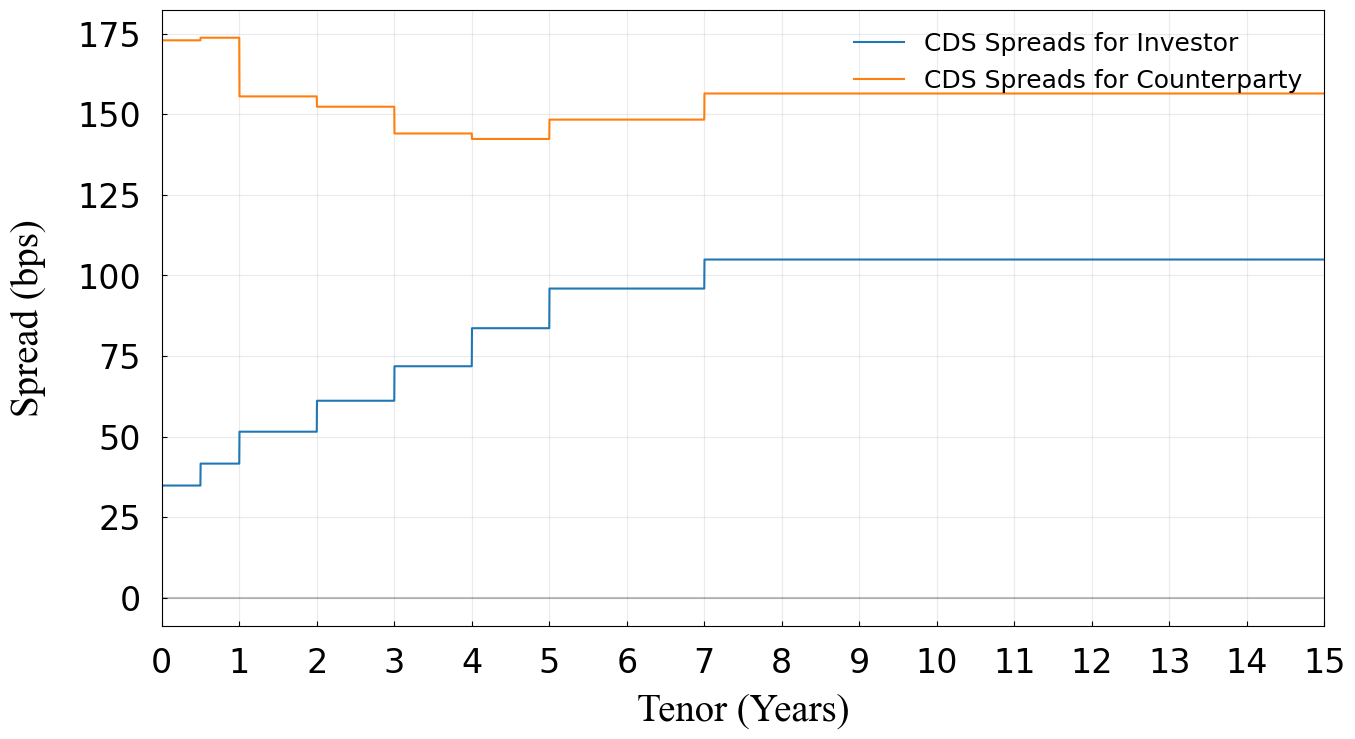 175
150
125
100
75
50
25
0
Spread (bps)
CDS Spreads for Investor
CDS Spreads for Counterparty
0 1 2 3 4 5 6 7 8 9 10 11 12 13 14 15
Tenor (Years)